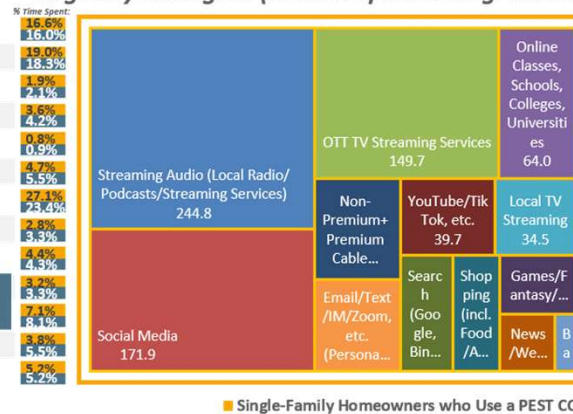 % Time Spent:
16.6%
16.0%
19.0%
18.3%
1.9%
2.1%
3.6%
4.2%
0.8%
0.9%
4.7%
5.5%
27.1%
23.4%
2.8%
3.3%
4.4%
4.3%
3.2%
3.3%
7.1%
8.1%
3.8%
5.5%
5.2%
5.2%
Streaming Audio (Local Radio/
Podcasts/Streaming Services)
244.8
Social Media
171.9
OTT TV Streaming Services
149.7
Online
Classes,
Schools,
Colleges,
Universiti
es
64.0
Non-
Premium+
Premium
Cable...
YouTube/Tik
Tok, etc.
39.7
Local TV
Streaming
34.5
Email/Text
/IM/Zoom,
etc.
(Persona...
Searc
h
(Goo
gle,
Bin...
Shop
ping
(incl.
Food
/A...
Games/F
antasy/...
News
/We...
B
a
Single-Family Homeowners who Use a PEST CO